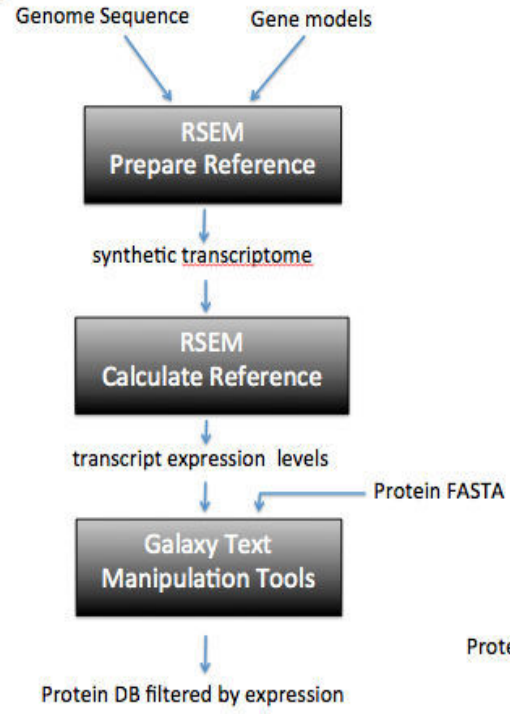 Genome Sequence
Gene models
RSEM
Prepare Reference
synthetic transcriptome
RSEM
Calculate Reference
transcript expression levels
Protein FASTA
Galaxy Text
Manipulation Tools
Prote
Protein DB filtered by expression